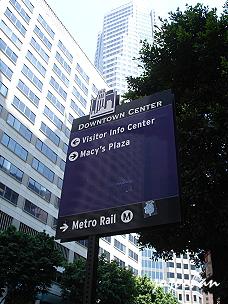 DOWNTOWN CENTER
Visitor Info Center
Macy's Plaza
Metro Rail M